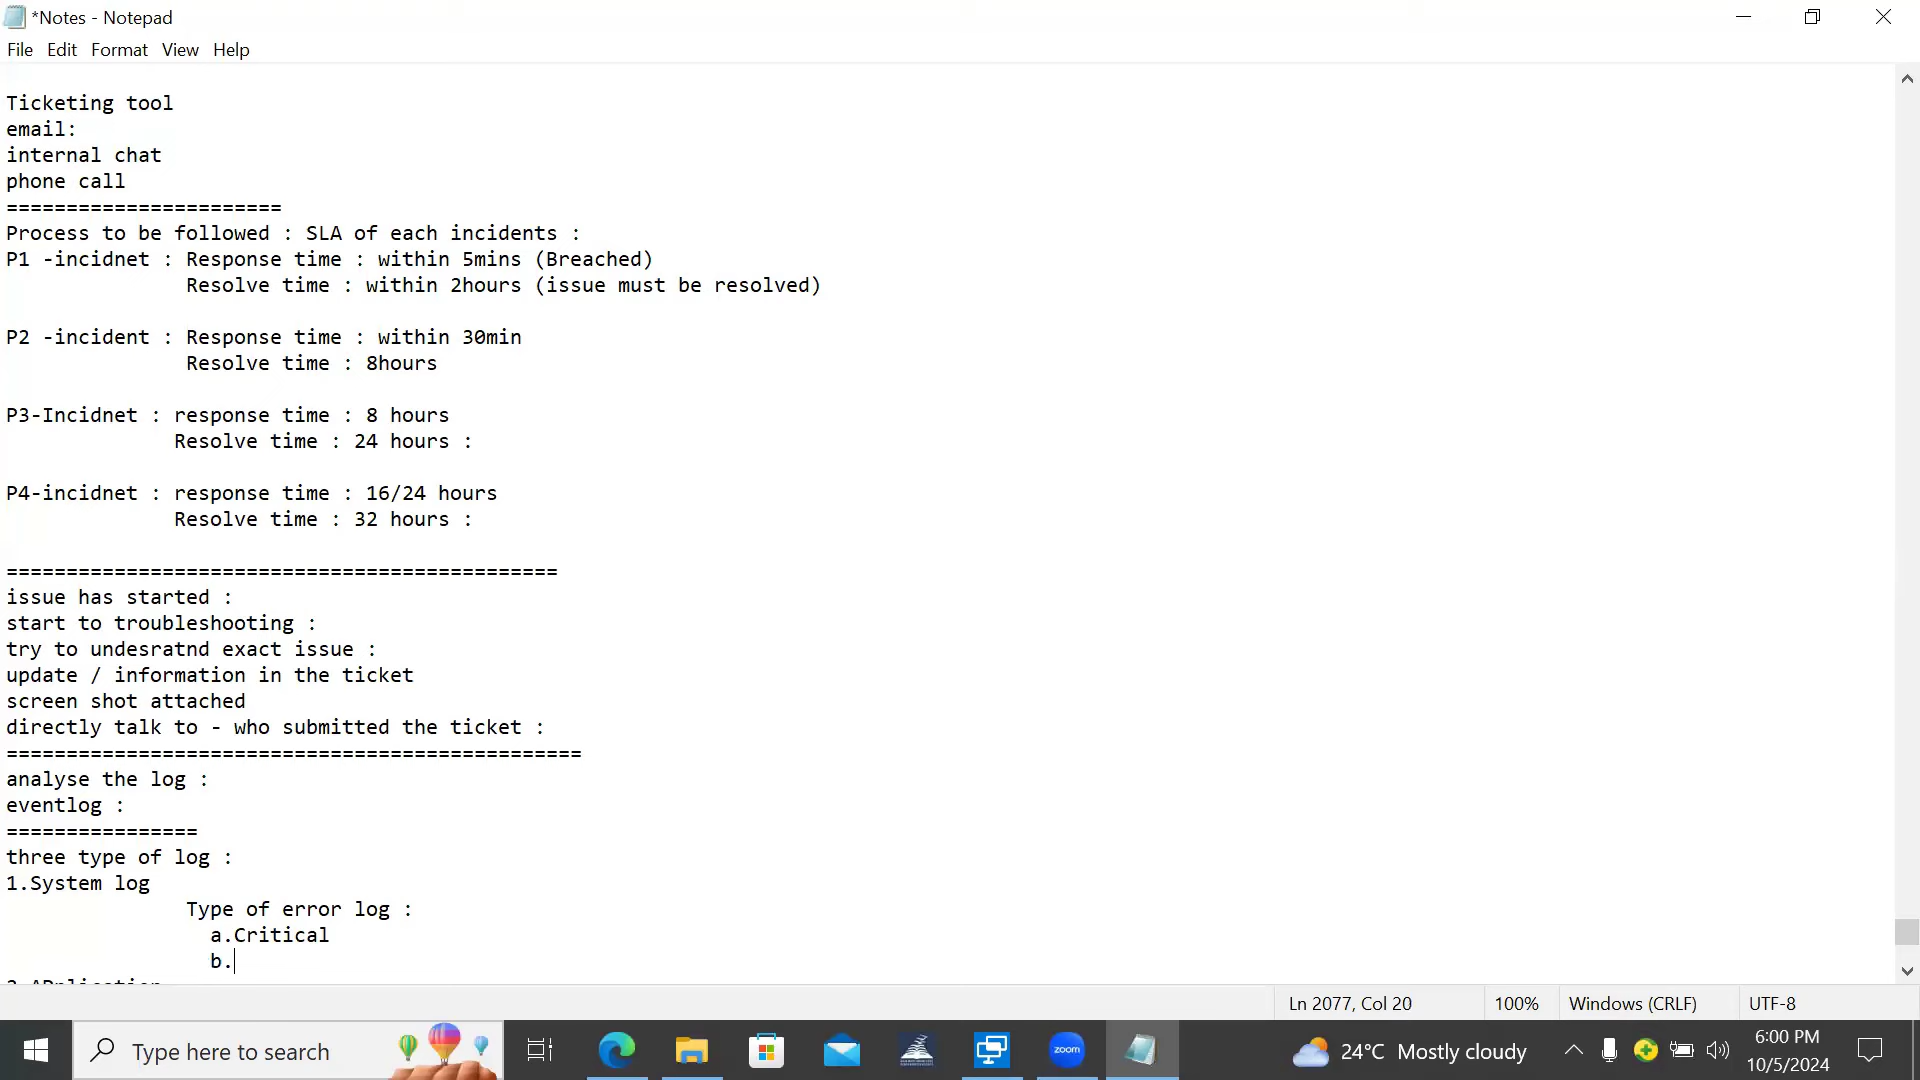 *Notes - Notepad
File Edit Format View Help
Ticketing tool
email:
internal chat
phone call
=======================
Process to be followed : SLA of each incidents :
P1 -incidnet : Response time : within 5mins (Breached)
Resolve time : within 2hours (issue must be resolved)
P2 -incident : Response time : within 30min
Resolve time : 8hours
P3-Incidnet : response time : 8 hours
Resolve time : 24 hours :
P4-incidnet : response time : 16/24 hours
Resolve time : 32 hours :
==============================================
issue has started :
start to troubleshooting :
try to undesratnd exact issue :
update / information in the ticket
screen shot attached
directly talk to - who submitted the ticket :
================================================
analyse the log :
eventlog :
================
three type of log :
1.System log
Type of error log :
a.Critical
b.
Ln 2077, Col 20 100% Windows (CRLF) UTF-8
Type here to search
zoom
24°C Mostly cloudy
6:00 PM
10/5/2024